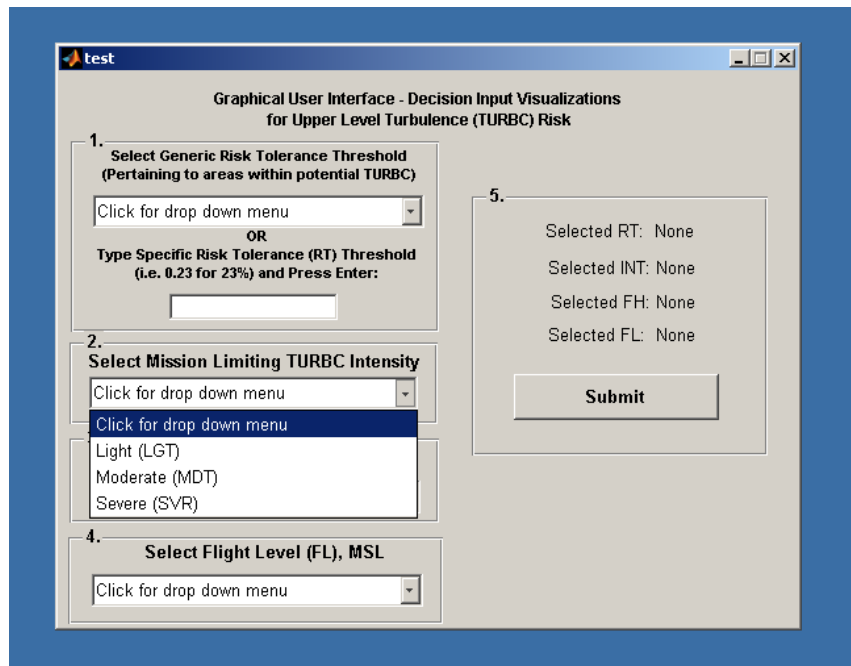 test
Graphical User Interface - Decision Input Visualizations
for Upper Level Turbulence (TURBC) Risk
1.
Select Generic Risk Tolerance Threshold
(Pertaining to areas within potential TURBC)
Click for drop down menu
OR
Type Specific Risk Tolerance (RT) Threshold
(i.e. 0.23 for 23%) and Press Enter:
2.
Select Mission Limiting TURBC Intensity
Click for drop down menu
Click for drop down menu
Light (LGT)
Moderate (MDT)
Severe (SVR)
4.
Select Flight Level (FL), MSL
Click for drop down menu
5.
Selected RT: None
Selected INT: None
Selected FH: None
Selected FL: None
Submit